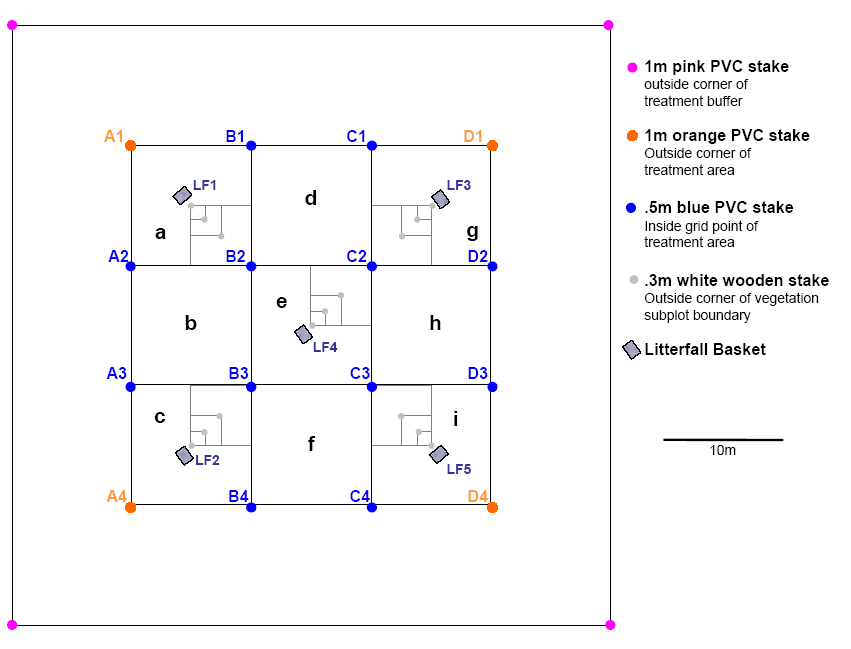 1m pink PVC stake
outside corner of
treatment buffer
A1
B1
C1
D1
1m orange PVC stake
Outside corner of
treatment area
LF1
LF3
d
a
g
.5m blue PVC stake
Inside grid point of
treatment area
A2
B2
C2
D2
e
.3m white wooden stake
Outside corner of vegetation
subplot boundary
b
h
LF4
Litterfall Basket
A3
B3
C3
D3
c
i
f
LF2
LF5
10m
A4
B4
C4
D4